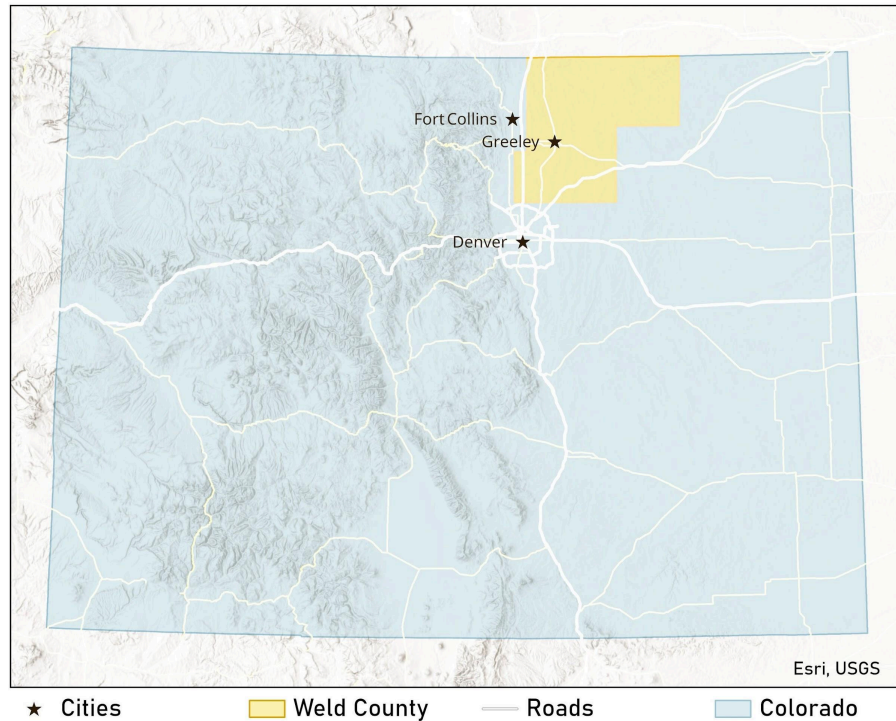 Fort Collins
Greeley
Denver
Esri, USGS
Cities
Weld County
Roads
Colorado